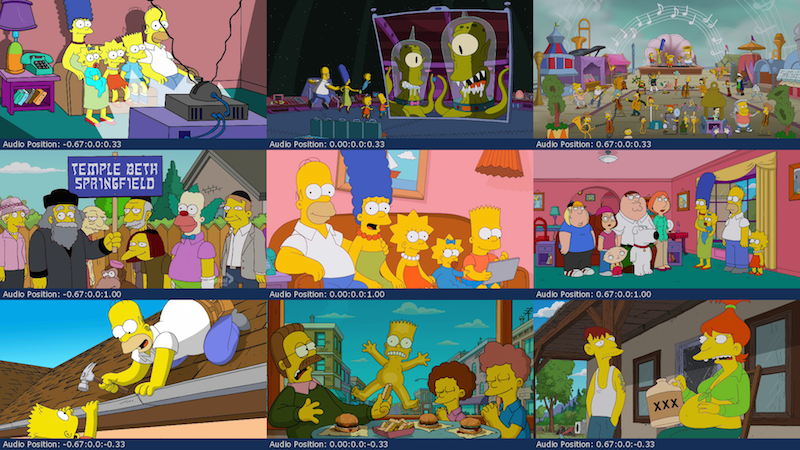 Audio Position: -0.67:0.0:0.33
Audio Position: 0.00:0.0:0.33
Audio Position: 0.67:0.0:0.33
TEMPLE BETH
SPRINGFIELD
Audio Position: -0.67:0.0:1.00
Audio Position: 0.00:0.0:1.00
Audio Position: 0.67:0.0:1.00
XXX
Audio Position: -0.67:0.0:-0.33
Audio Position: 0.00:0.0:-0.33
Audio Position: 0.67:0.0:-0.33